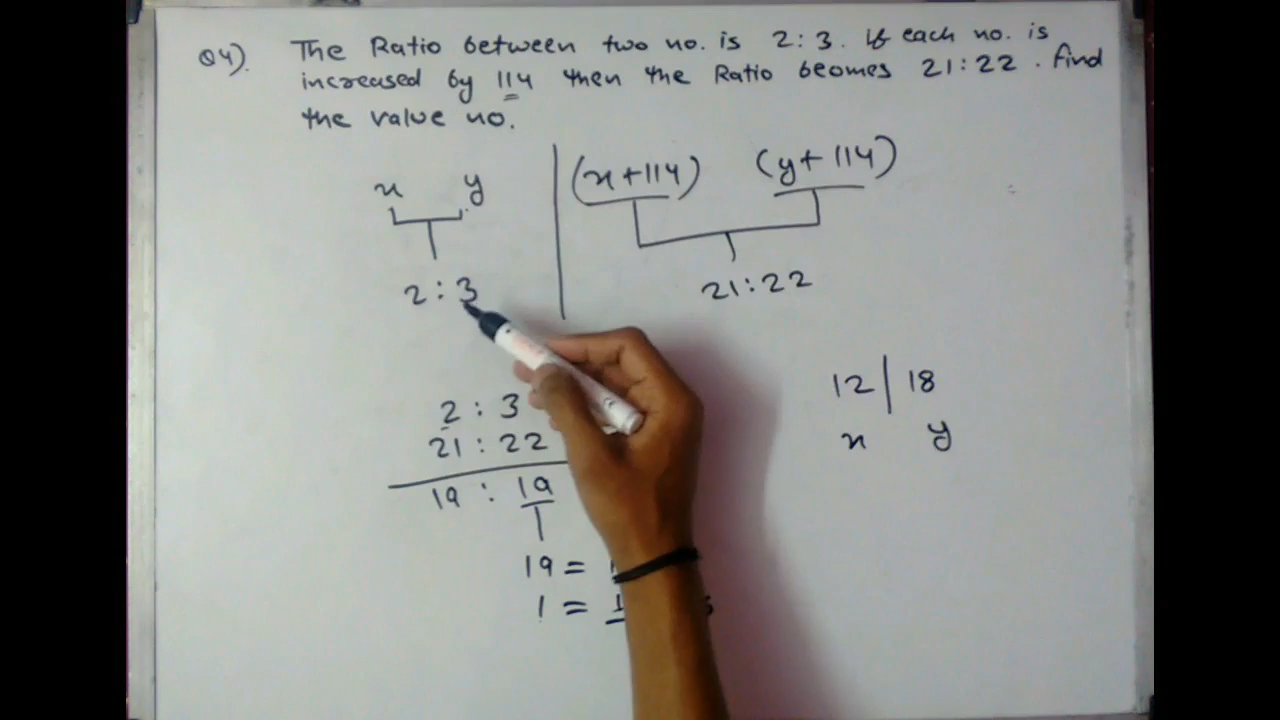 Q4). The Ratio between two no. is 2:3. If each no. is
increased by 114 then the Ratio beomes 21:22. find
the value no.
x y
2:3
(x+114) (y+114)
21:22
2 : 3
21 : 22
19 : 19
19 =
1 =
12 | 18
x y